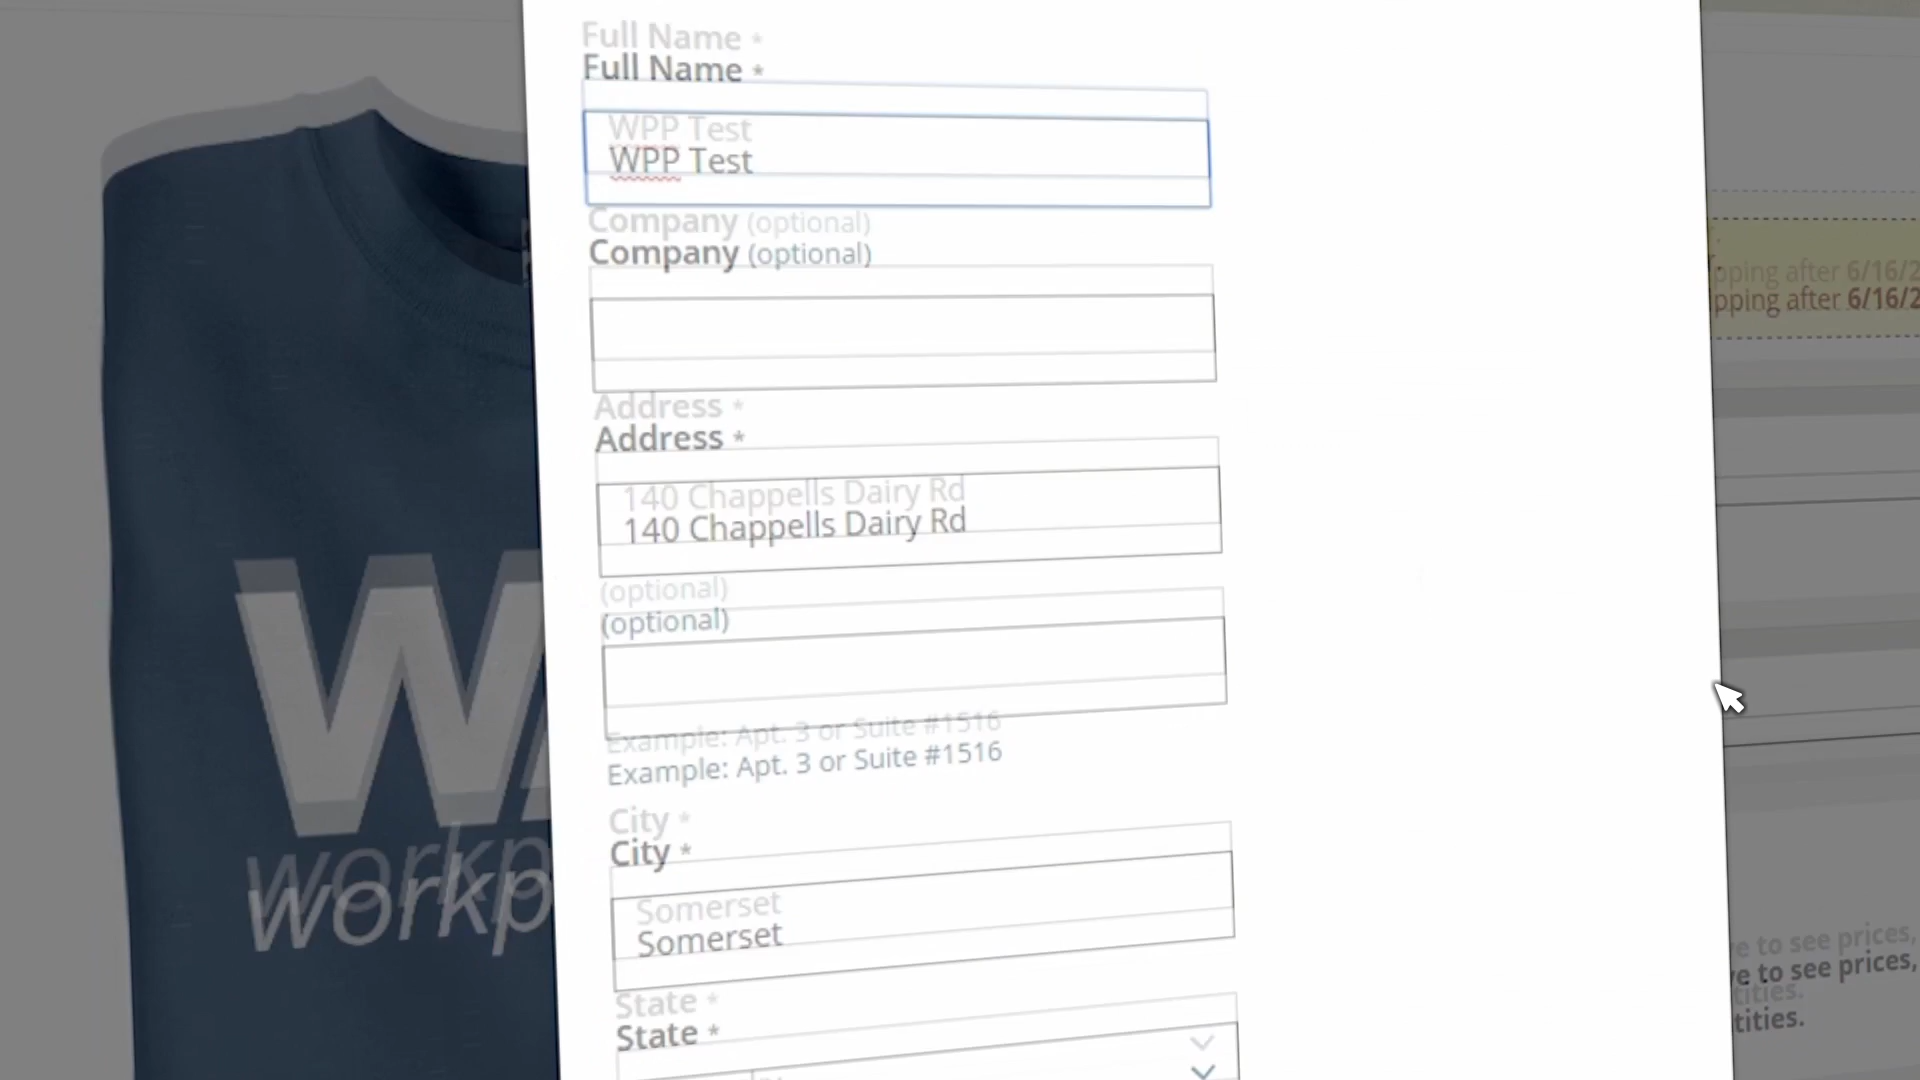 Full Name *
WPP Test
Company (optional)
Address *
140 Chappells Dairy Rd
(optional)
Example: Apt. 3 or Suite #1516
City *
Somerset
State *
W
workp
pping after 6/16/2
e to see prices,
tities.